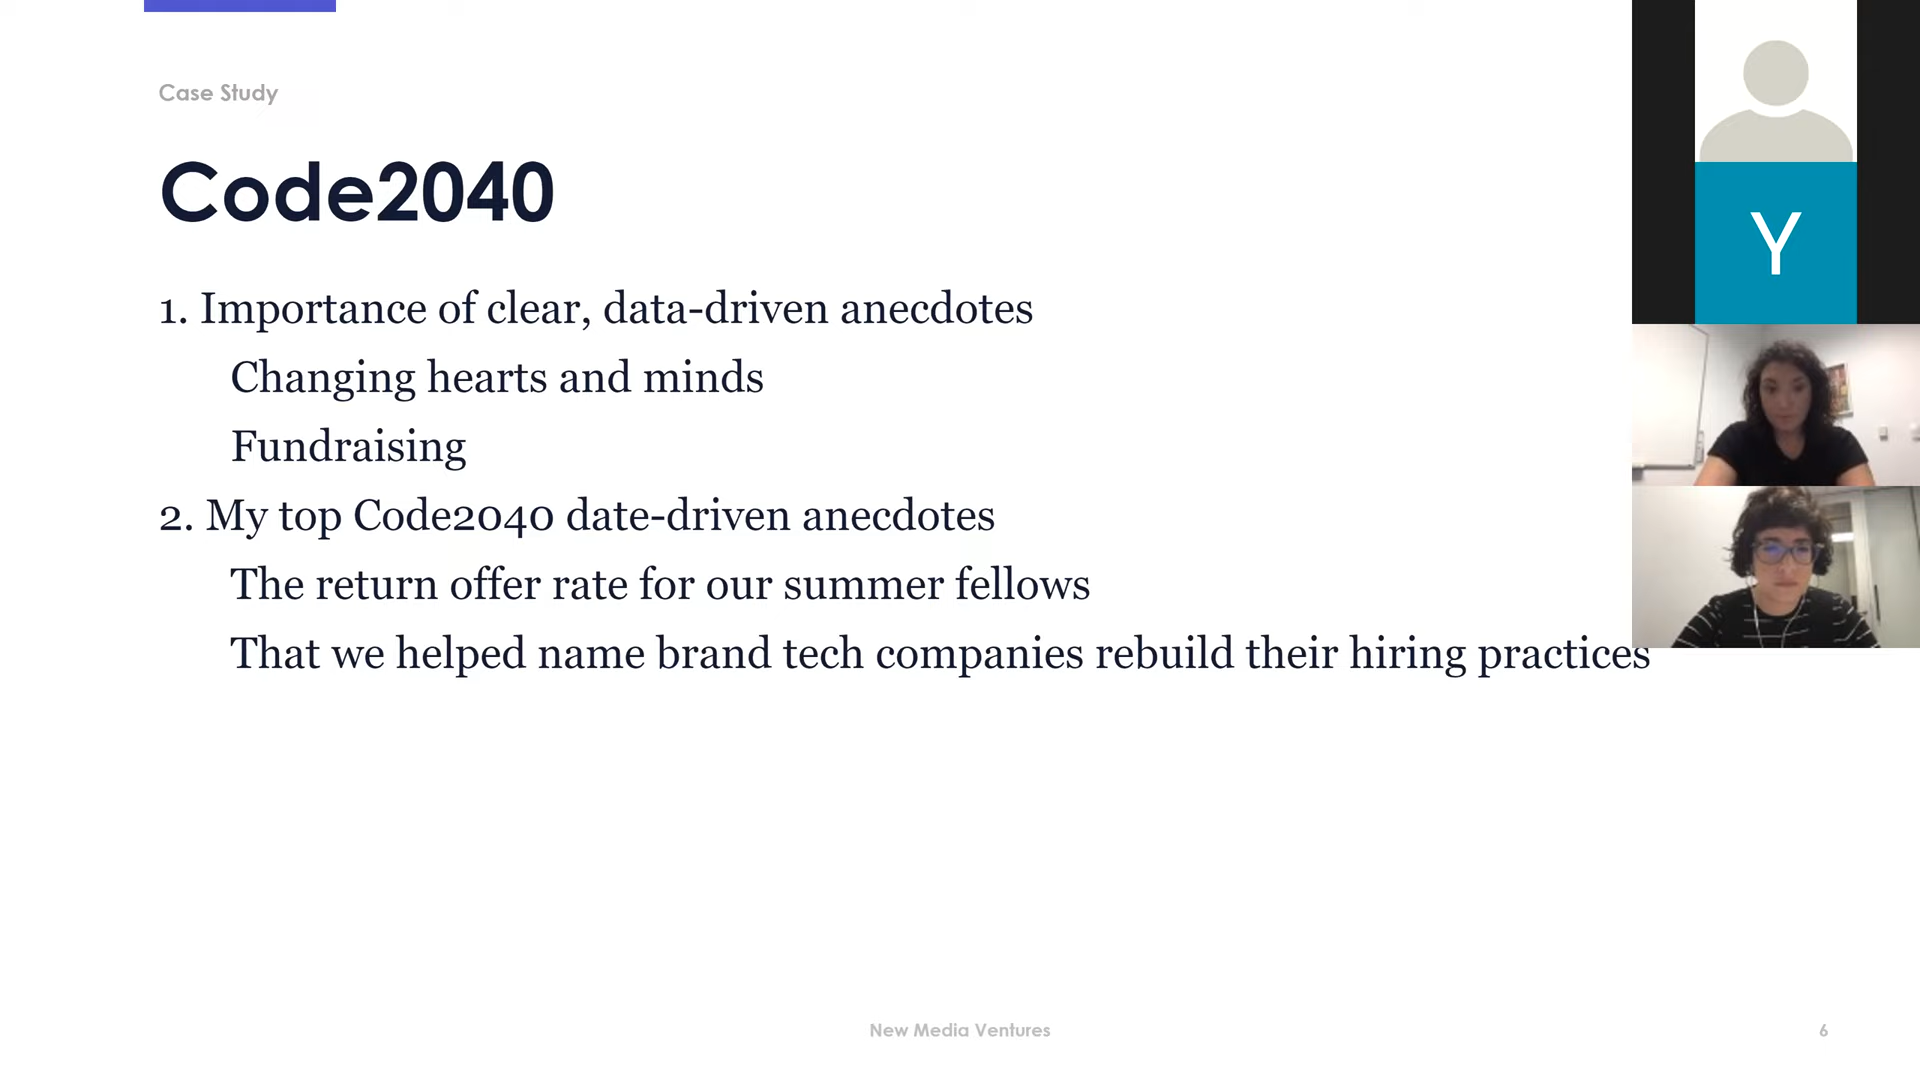 Case Study
Code2040
1. Importance of clear, data-driven anecdotes
Changing hearts and minds
Fundraising
2. My top Code2040 date-driven anecdotes
The return offer rate for our summer fellows
That we helped name brand tech companies rebuild their hiring practices
New Media Ventures
6
Y